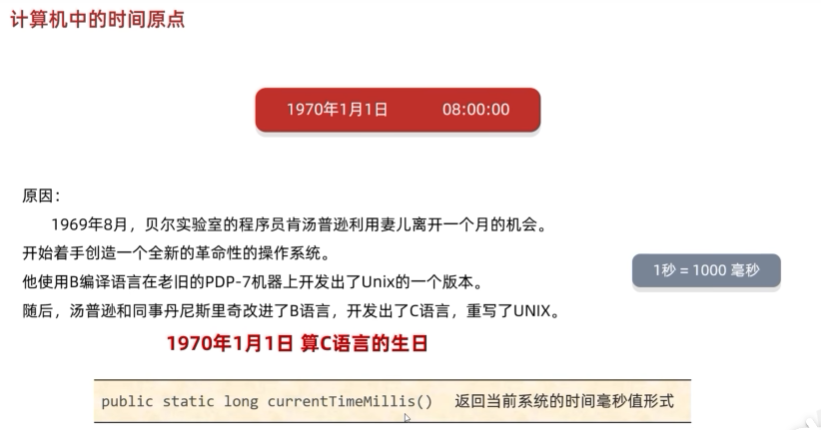 计算机中的时间原点
1970年1月1日 08:00:00
原因：
1969年8月，贝尔实验室的程序员肯汤普逊利用妻儿离开一个月的机会。
开始着手创造一个全新的革命性的操作系统。
他使用B编译语言在老旧的PDP-7机器上开发出了Unix的一个版本。
随后，汤普逊和同事丹尼斯里奇改进了B语言，开发出了C语言，重写了UNIX。
1秒 = 1000 毫秒
1970年1月1日 算C语言的生日
public static long currentTimeMillis() 返回当前系统的时间毫秒值形式